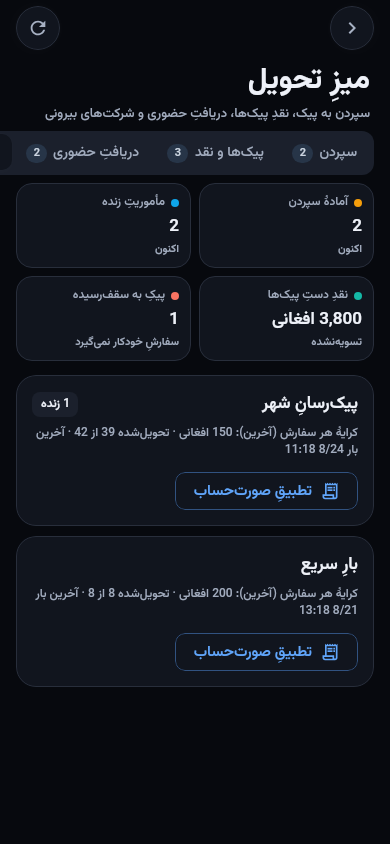 میزِ تحویل
سپردن به پیک، نقدِ پیک‌ها، دریافتِ حضوری و شرکت‌های بیرونی
سپردن 2
پیک‌ها و نقد 3
دریافتِ حضوری 2
آمادهٔ سپردن
2
اکنون
مأموریتِ زنده
2
اکنون
نقدِ دستِ پیک‌ها
3,800 افغانی
تسویه‌نشده
پیکِ به سقف‌رسیده
1
سفارشِ خودکار نمی‌گیرد
پیک‌رسانِ شهر
1 زنده
کرایهٔ هر سفارش (آخرین): 150 افغانی · تحویل‌شده 39 از 42 · آخرین
بار 8/24 11:18
تطبیقِ صورت‌حساب
بارِ سریع
کرایهٔ هر سفارش (آخرین): 200 افغانی · تحویل‌شده 8 از 8 · آخرین بار
8/21 13:18
تطبیقِ صورت‌حساب